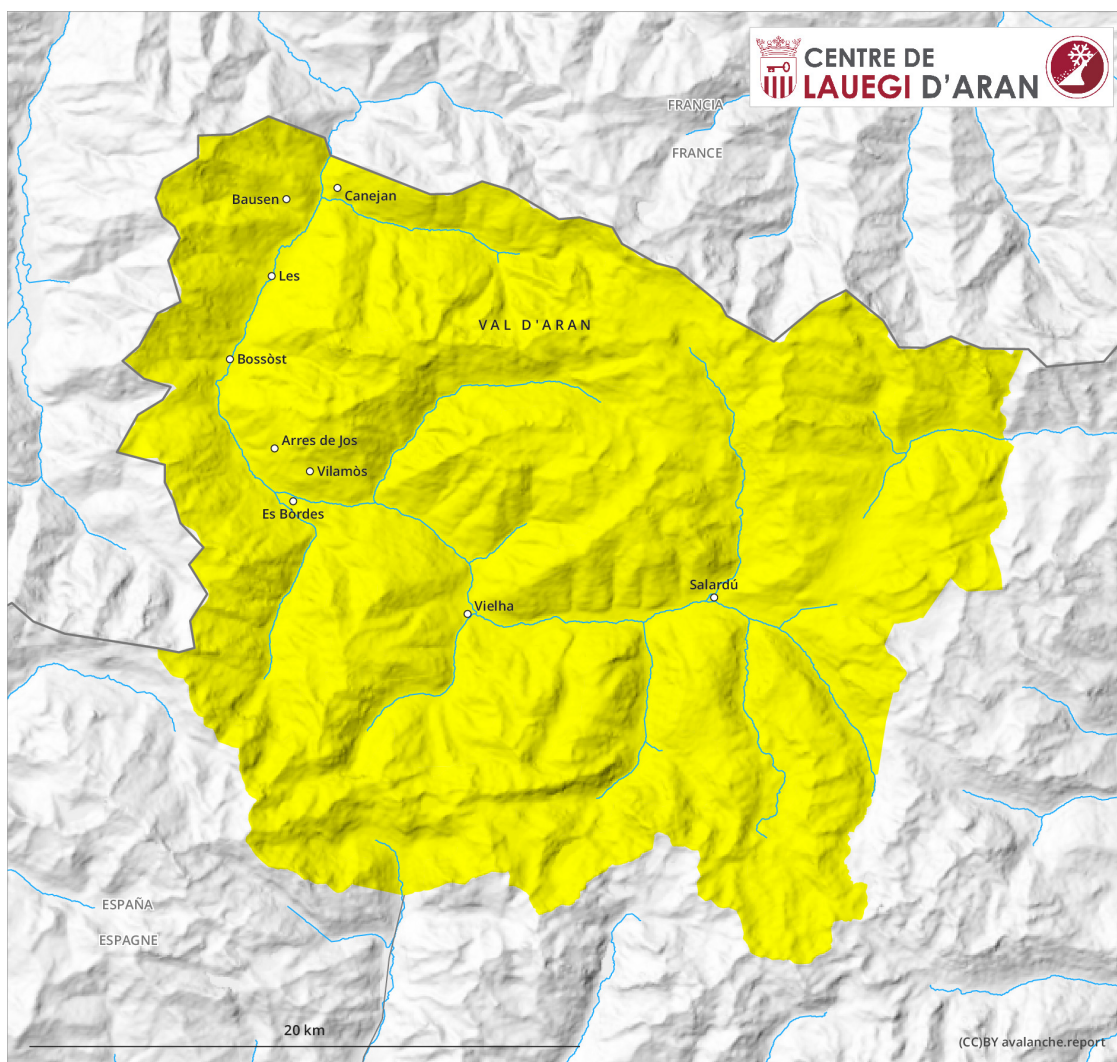 CENTRE DE
LAUEGI D'ARAN
FRANCIA
FRANCE
Canejan
Bausen
Les
VAL D'ARAN
Bossòst
Arres de Jos
Vilamòs
Es Bòrdes
Salardú
Vielha
ESPAÑA
ESPAGNE
20 km
(CC)BY avalanche.report